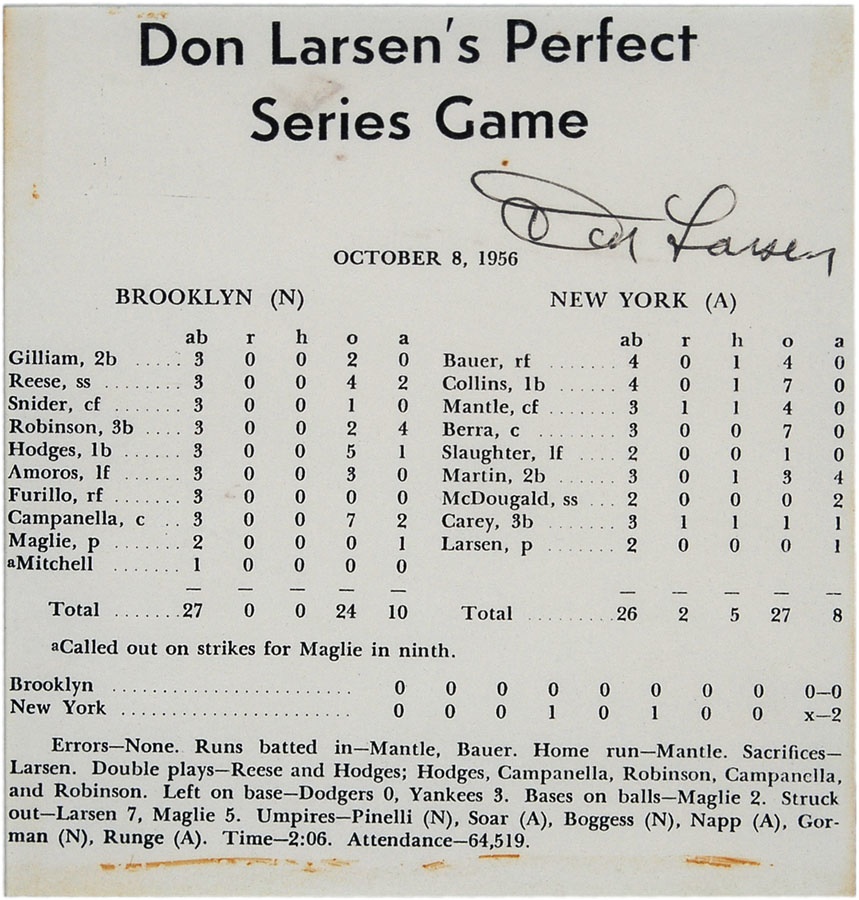 Don Larsen's Perfect
Series Game
Don Larsen
OCTOBER 8, 1956
BROOKLYN (N)
ab r h o a
Gilliam, 2b ..... 3 0 0 2 0
Reese, ss ........ 3 0 0 4 2
Snider, cf ....... 3 0 0 1 0
Robinson, 3b .... 3 0 0 2 4
Hodges, 1b ...... 3 0 0 5 1
Amoros, lf ...... 3 0 0 3 0
Furillo, rf ...... 3 0 0 0 0
Campanella, c .. 3 0 0 7 2
Maglie, p ....... 2 0 0 0 1
aMitchell ....... 1 0 0 0 0
Total ....... 27 0 0 24 10
NEW YORK (A)
ab r h o a
Bauer, rf ....... 4 0 1 4 0
Collins, 1b ...... 4 0 1 7 0
Mantle, cf ....... 3 1 1 4 0
Berra, c ........ 3 0 0 7 0
Slaughter, lf .... 2 0 0 1 0
Martin, 2b ...... 3 0 1 3 4
McDougald, ss ... 2 0 0 0 2
Carey, 3b ....... 3 1 1 1 1
Larsen, p ....... 2 0 0 0 1
Total .......... 26 2 5 27 8
aCalled out on strikes for Maglie in ninth.
Brooklyn ........................ 0 0 0 0 0 0 0 0 0—0
New York ....................... 0 0 0 1 0 1 0 0 x—2
Errors—None. Runs batted in—Mantle, Bauer. Home run—Mantle. Sacrifices—
Larsen. Double plays—Reese and Hodges; Hodges, Campanella, Robinson, Campanella,
and Robinson. Left on base—Dodgers 0, Yankees 3. Bases on balls—Maglie 2. Struck
out—Larsen 7, Maglie 5. Umpires—Pinelli (N), Soar (A), Boggess (N), Napp (A), Gor-
man (N), Runge (A). Time—2:06. Attendance—64,519.